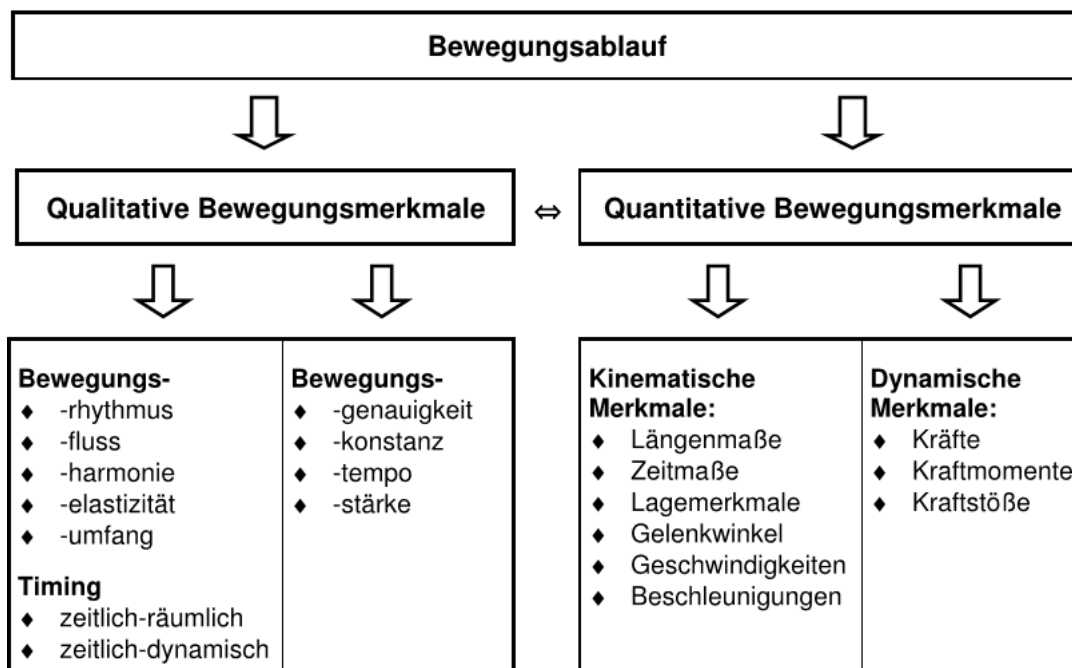 Bewegungsablauf
Qualitative Bewegungsmerkmale
⇔
Quantitative Bewegungsmerkmale
Bewegungs-
♦ -rhythmus
♦ -fluss
♦ -harmonie
♦ -elastizität
♦ -umfang
Timing
♦ zeitlich-räumlich
♦ zeitlich-dynamisch
Bewegungs-
♦ -genauigkeit
♦ -konstanz
♦ -tempo
♦ -stärke
Kinematische
Merkmale:
♦ Längenmaße
♦ Zeitmaße
♦ Lagemerkmale
♦ Gelenkwinkel
♦ Geschwindigkeiten
♦ Beschleunigungen
Dynamische
Merkmale:
♦ Kräfte
♦ Kraftmomente
♦ Kraftstöße